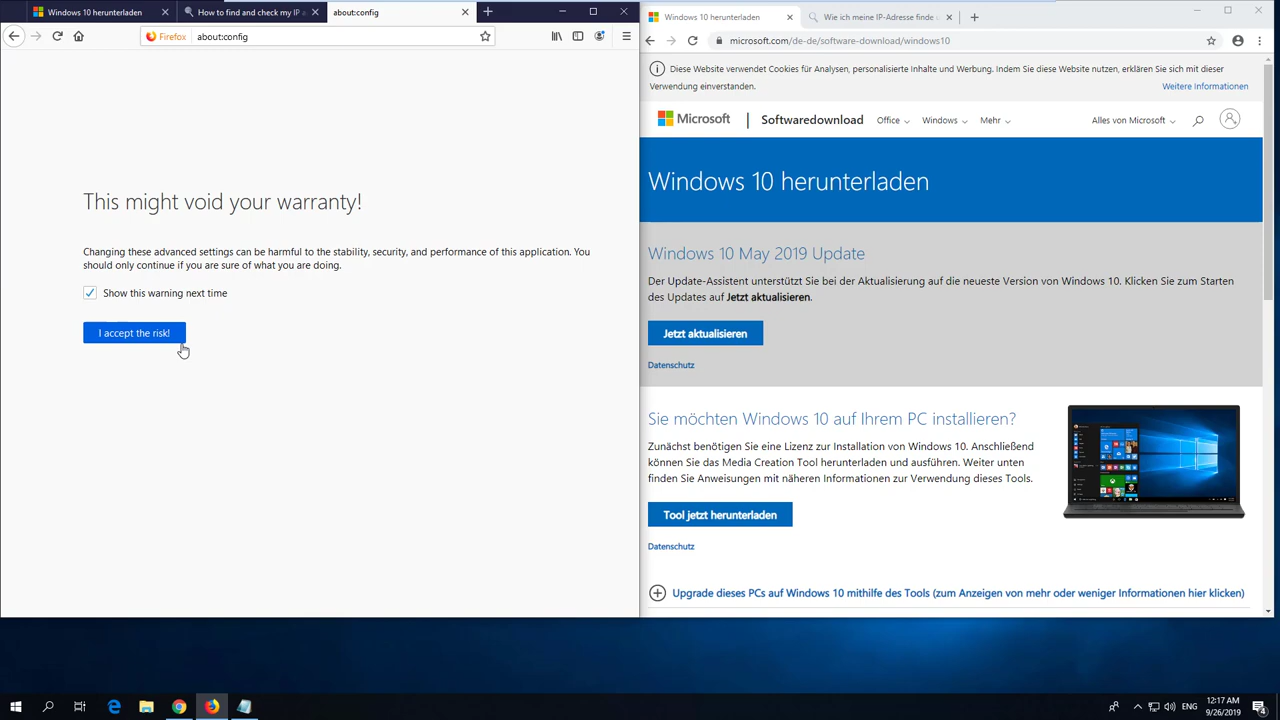 Windows 10 herunterladen
How to find and check my IP a
about:config
Firefox
about:config
This might void your warranty!
Changing these advanced settings can be harmful to the stability, security, and performance of this application. You
should only continue if you are sure of what you are doing.
Show this warning next time
I accept the risk!
Windows 10 herunterladen
Wie ich meine IP-Adresse finde
microsoft.com/de-de/software-download/windows10
Diese Website verwendet Cookies für Analysen, personalisierte Inhalte und Werbung. Indem Sie diese Website nutzen, erklären Sie sich mit dieser
Verwendung einverstanden.
Weitere Informationen
Microsoft
Softwaredownload
Office
Windows
Mehr
Alles von Microsoft
Windows 10 herunterladen
Windows 10 May 2019 Update
Der Update-Assistent unterstützt Sie bei der Aktualisierung auf die neueste Version von Windows 10. Klicken Sie zum Starten
des Updates auf Jetzt aktualisieren.
Jetzt aktualisieren
Datenschutz
Sie möchten Windows 10 auf Ihrem PC installieren?
Zunächst benötigen Sie eine Lizenz zur Installation von Windows 10. Anschließend
können Sie das Media Creation Tool herunterladen und ausführen. Weiter unten
finden Sie Anweisungen mit näheren Informationen zur Verwendung dieses Tools.
Tool jetzt herunterladen
Datenschutz
Upgrade dieses PCs auf Windows 10 mithilfe des Tools (zum Anzeigen von mehr oder weniger Informationen hier klicken)
ENG
12:17 AM
9/26/2019
4